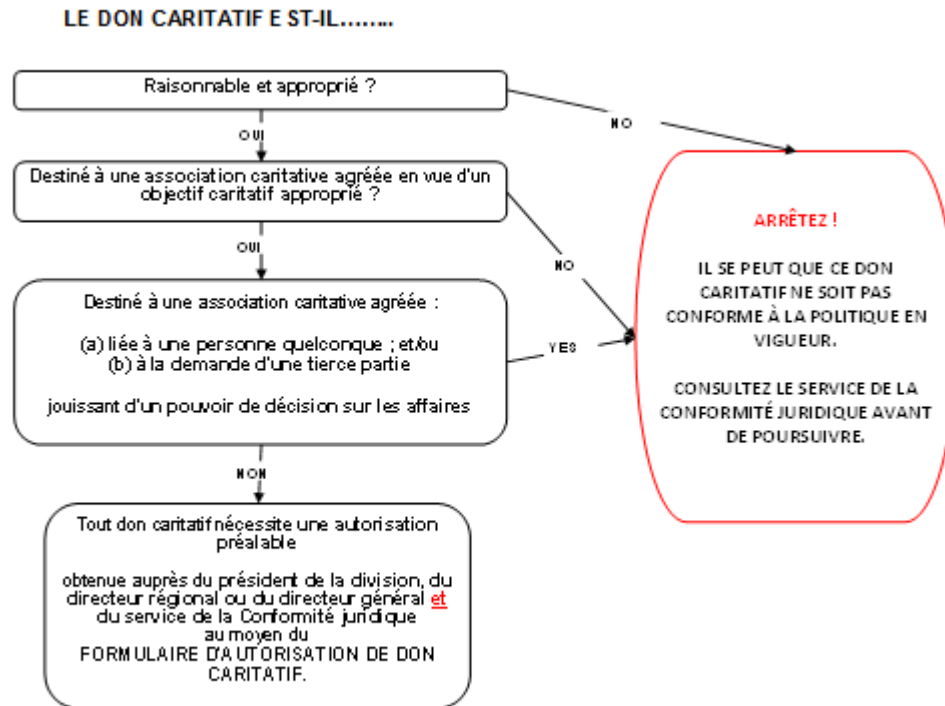 LE DON CARITATIF E ST-IL........
Raisonnable et approprié ?
NO
OUI
Destiné à une association caritative agréée en vue d'un
objectif caritatif approprié ?
ARRÊTEZ !
OUI
NO
IL SE PEUT QUE CE DON
CARITATIF NE SOIT PAS
CONFORME À LA POLITIQUE EN
VIGUEUR.
CONSULTEZ LE SERVICE DE LA
CONFORMITÉ JURIDIQUE AVANT
DE POURSUIVRE.
Destiné à une association caritative agréée :
(a) liée à une personne quelconque ; et/ou
(b) à la demande d'une tierce partie
jouissant d'un pouvoir de décision sur les affaires
YES
NON
Tout don caritatif nécessite une autorisation
préalable
obtenue auprès du président de la division, du
directeur régional ou du directeur général et
du service de la Conformité juridique
au moyen du
FORMULAIRE D'AUTORISATION DE DON
CARITATIF.